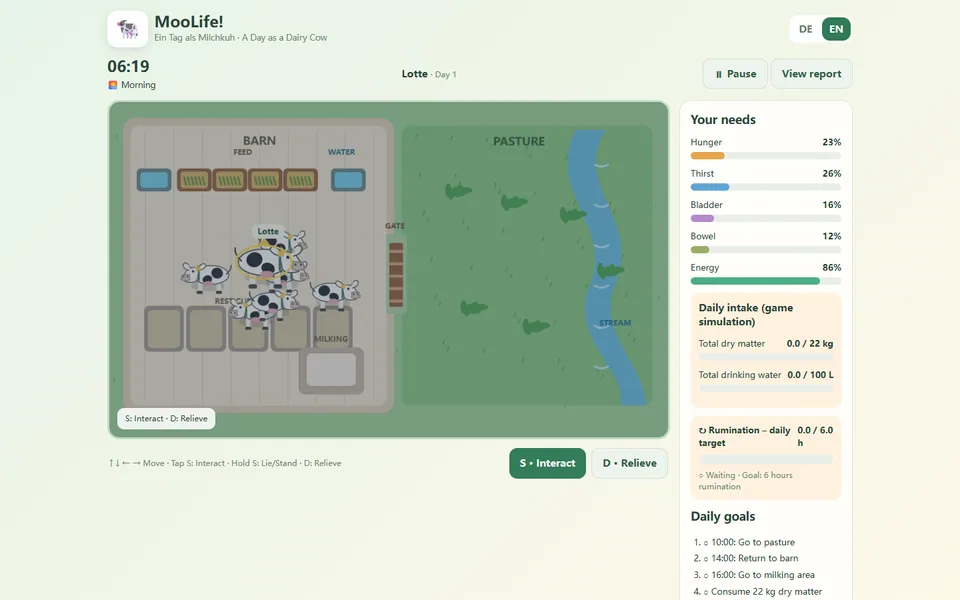 MooLife!
Ein Tag als Milchkuh · A Day as a Dairy Cow
DE EN
06:19
Morning
Lotte · Day 1
Pause
View report
BARN
FEED
WATER
PASTURE
GATE
Lotte
MILKING
STREAM
S: Interact · D: Relieve
↑↓←→ Move · Tap S: Interact · Hold S: Lie/Stand · D: Relieve
S • Interact
D • Relieve
Your needs
Hunger 23%
Thirst 26%
Bladder 16%
Bowel 12%
Energy 86%
Daily intake (game
simulation)
Total dry matter 0.0 / 22 kg
Total drinking water 0.0 / 100 L
↻ Rumination – daily 0.0 / 6.0
target h
○ Waiting · Goal: 6 hours
rumination
Daily goals
1. ○ 10:00: Go to pasture
2. ○ 14:00: Return to barn
3. ○ 16:00: Go to milking area
4. ○ Consume 22 kg dry matter